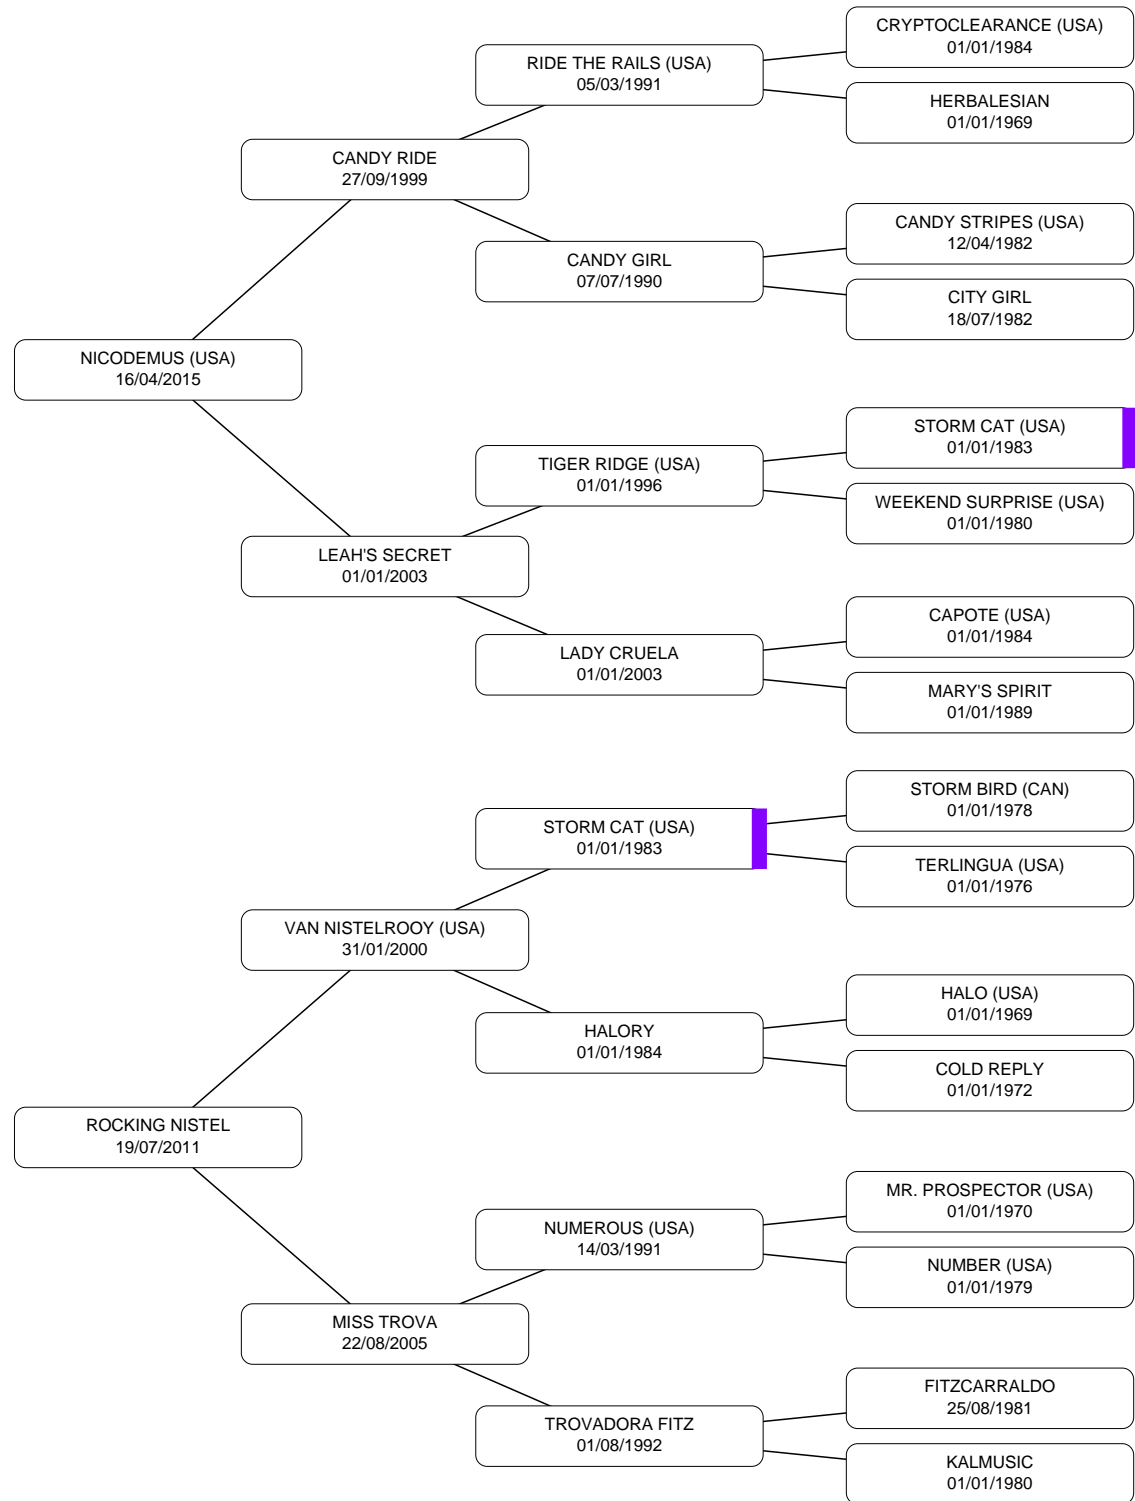 CRYPTOCLEARANCE (USA)
01/01/1984
RIDE THE RAILS (USA)
05/03/1991
HERBALESIAN
01/01/1969
CANDY RIDE
27/09/1999
CANDY STRIPES (USA)
12/04/1982
CANDY GIRL
07/07/1990
CITY GIRL
18/07/1982
NICODEMUS (USA)
16/04/2015
STORM CAT (USA)
01/01/1983
TIGER RIDGE (USA)
01/01/1996
WEEKEND SURPRISE (USA)
01/01/1980
LEAH'S SECRET
01/01/2003
CAPOTE (USA)
01/01/1984
LADY CRUELA
01/01/2003
MARY'S SPIRIT
01/01/1989
STORM BIRD (CAN)
01/01/1978
STORM CAT (USA)
01/01/1983
TERLINGUA (USA)
01/01/1976
VAN NISTELROOY (USA)
31/01/2000
HALO (USA)
01/01/1969
HALORY
01/01/1984
COLD REPLY
01/01/1972
ROCKING NISTEL
19/07/2011
MR. PROSPECTOR (USA)
01/01/1970
NUMEROUS (USA)
14/03/1991
NUMBER (USA)
01/01/1979
MISS TROVA
22/08/2005
FITZCARRALDO
25/08/1981
TROVADORA FITZ
01/08/1992
KALMUSIC
01/01/1980